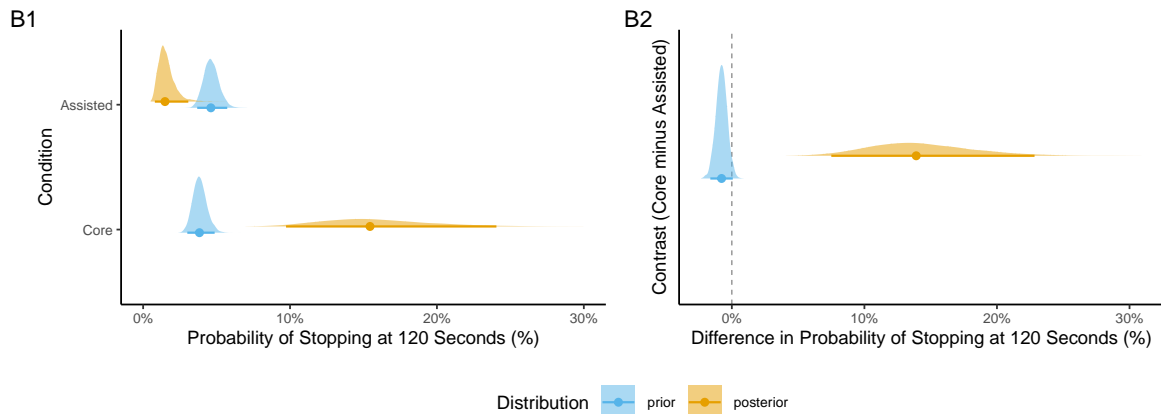 B1
Assisted
Core
Condition
0%
10%
20%
30%
Probability of Stopping at 120 Seconds (%)
B2
Contrast (Core minus Assisted)
0%
10%
20%
30%
Difference in Probability of Stopping at 120 Seconds (%)
Distribution
prior
posterior